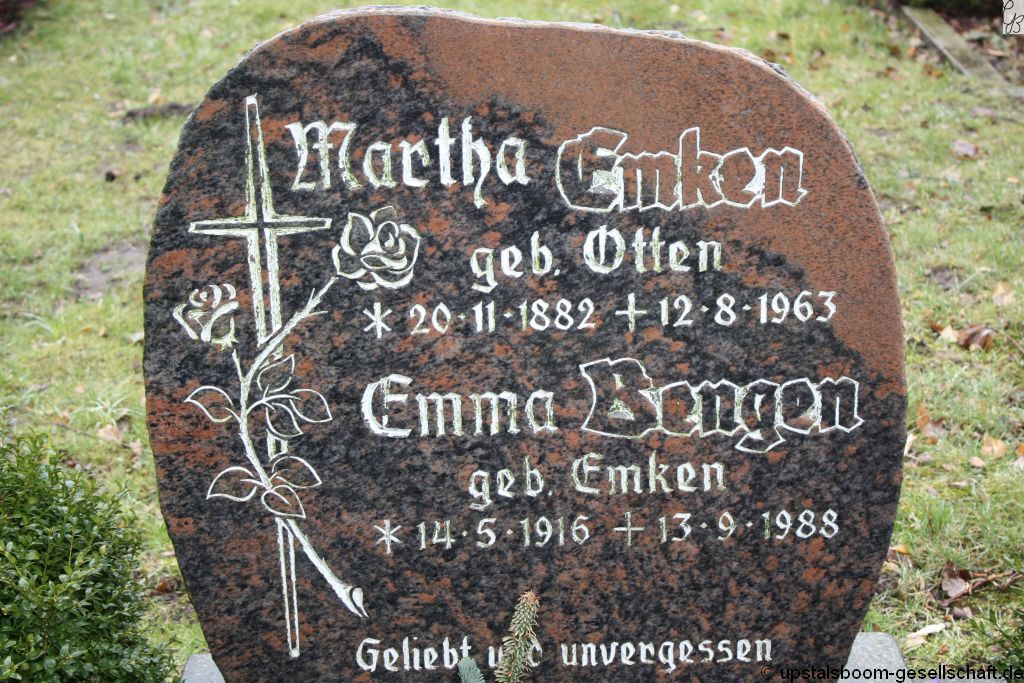 Martha Emken
geb. Otten
* 20·11·1882 + 12·8·1963
Emma Bengen
geb. Emken
* 14·5·1916 + 13·9·1988
Geliebt und unvergessen
© upstalsboom-gesellschaft.de